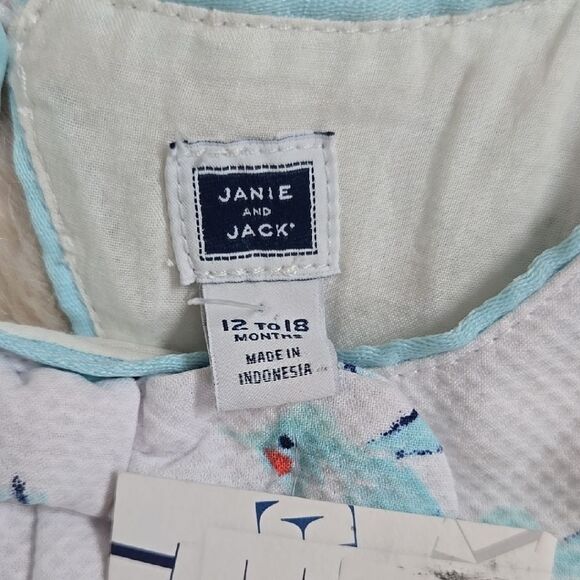 JANIE
AND
JACK
12 TO 18
MONTHS
MADE IN
INDONESIA